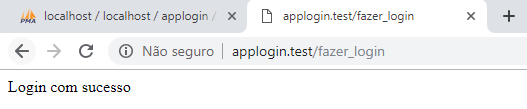 localhost / localhost / applogin /
applogin.test/fazer_login
Não seguro
applogin.test/fazer_login
Login com sucesso